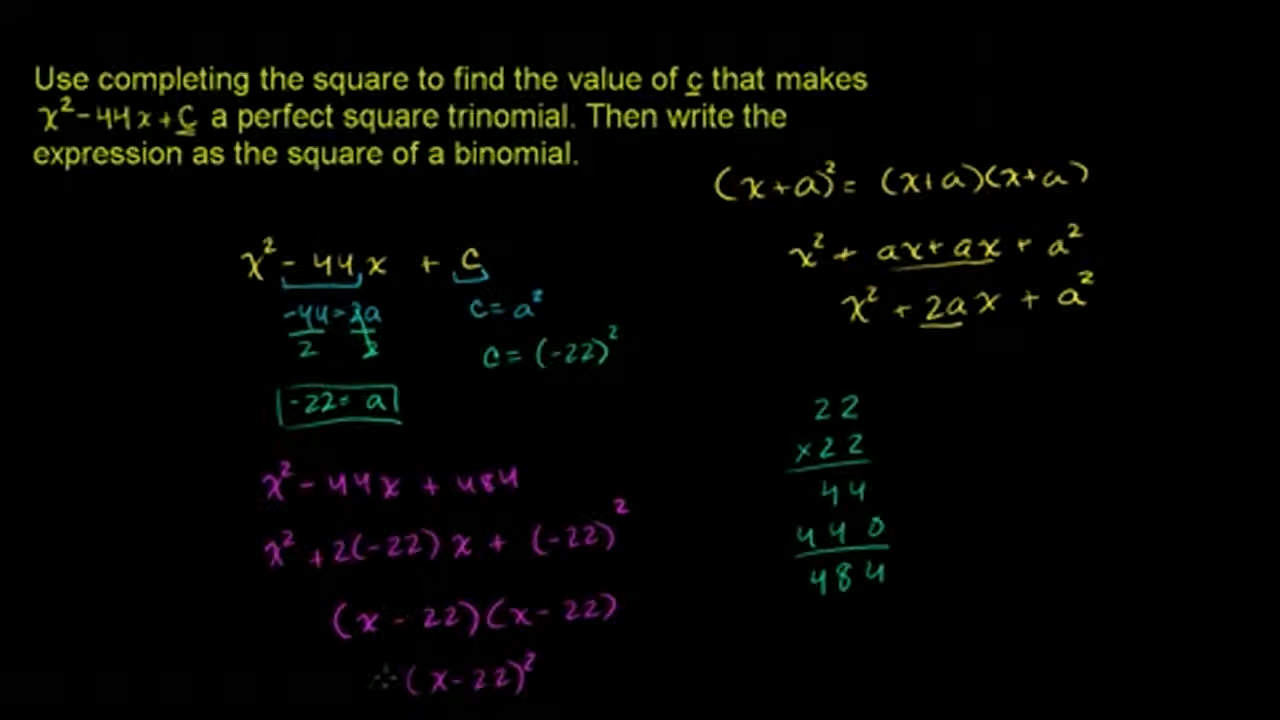 Use completing the square to find the value of c that makes
x² - 44x + c a perfect square trinomial. Then write the
expression as the square of a binomial.
(x+a)² = (x+a)(x+a)
x² + ax + ax + a²
x² + 2ax + a²
x² - 44x + c
-44 = 2a
2 2
c = a²
c = (-22)²
-22 = a
22
x22
44
440
484
x² - 44x + 484
x² + 2(-22)x + (-22)²
(x - 22)(x - 22)
(x - 22)²